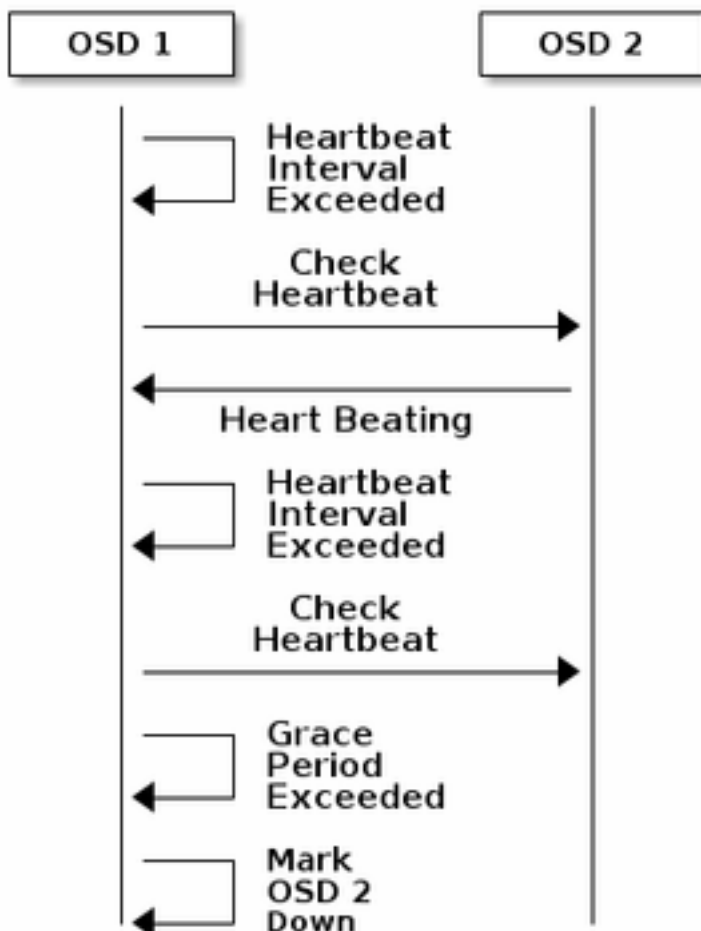 OSD 1
OSD 2
Heartbeat
Interval
Exceeded
Check
Heartbeat
Heart Beating
Heartbeat
Interval
Exceeded
Check
Heartbeat
Grace
Period
Exceeded
Mark
OSD 2
Down